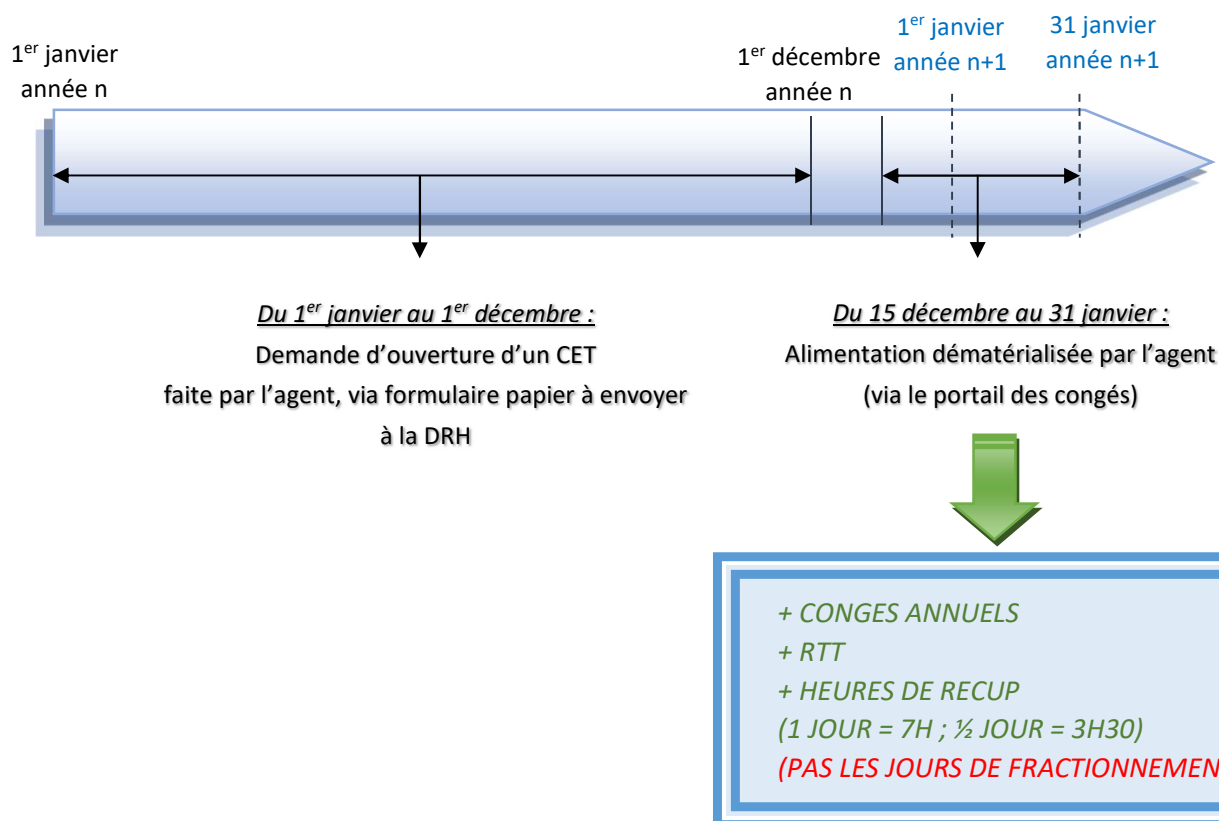 1er janvier
année n
1er décembre
année n
1er janvier
année n+1
31 janvier
année n+1
Du 1er janvier au 1er décembre :
Demande d’ouverture d’un CET
faite par l’agent, via formulaire papier à envoyer
à la DRH
Du 15 décembre au 31 janvier :
Alimentation dématérialisée par l’agent
(via le portail des congés)
+ CONGES ANNUELS
+ RTT
+ HEURES DE RECUP
(1 JOUR = 7H ; ½ JOUR = 3H30)
(PAS LES JOURS DE FRACTIONNEMEN